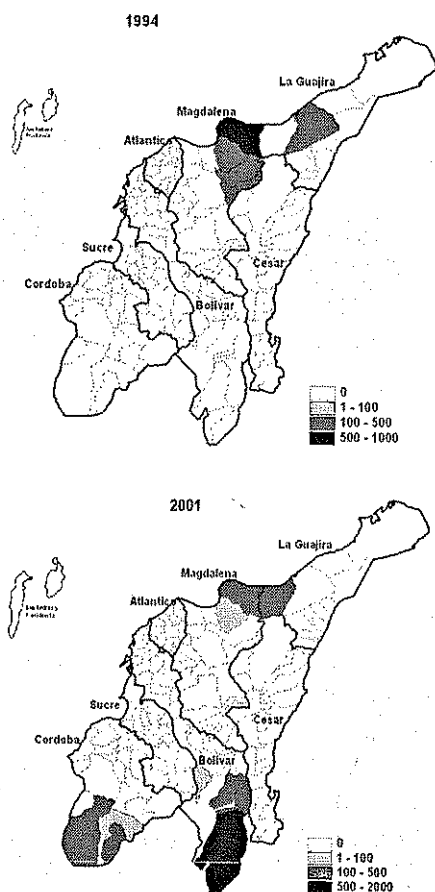 1994
La Guajira
Magdalena
Atlantico
Sucre
Cesar
Cordoba
Bolivar
0
1 - 100
100 - 500
500 - 1000
2001
La Guajira
Magdalena
Atlantico
Sucre
Cesar
Cordoba
Bolivar
0
1 - 100
100 - 500
500 - 2000